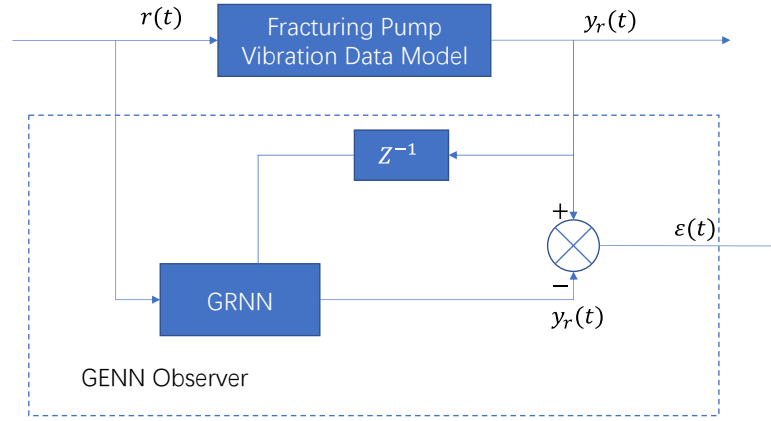 r(t)
Fracturing Pump
Vibration Data Model
y_r(t)
Z^{-1}
+
ε(t)
GRNN
−
y_r(t)
GENN Observer